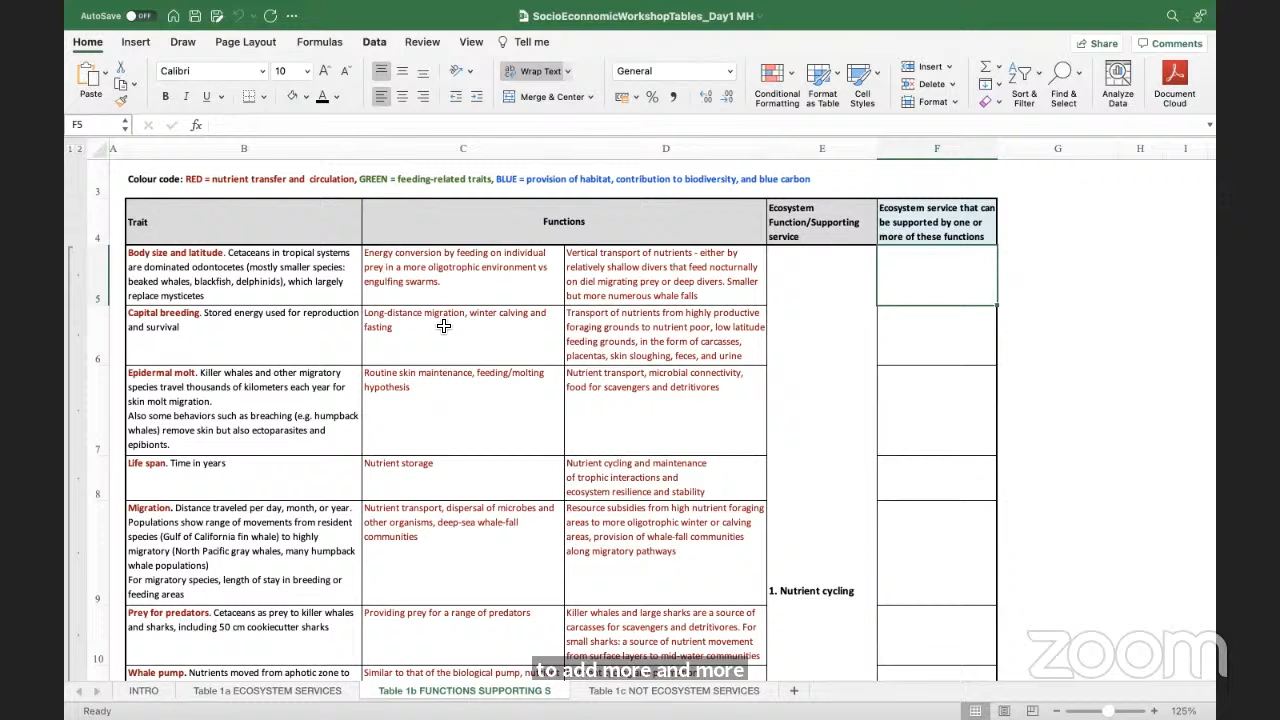 AutoSave OFF
SocioEconnomicWorkshopTables_Day1 MH
Home Insert Draw Page Layout Formulas Data Review View Tell me
Share Comments
Paste
Calibri 10
Wrap Text
General
Merge & Center
Conditional Formatting
Format as Table
Cell Styles
Insert
Delete
Format
Sort & Filter
Find & Select
Analyze Data
Document Cloud
F5
fx
1 2 A B C D E F G H I
3
Colour code: RED = nutrient transfer and circulation, GREEN = feeding-related traits, BLUE = provision of habitat, contribution to biodiversity, and blue carbon
4
Trait
Functions
Ecosystem
Function/Supporting
service
Ecosystem service that can
be supported by one or
more of these functions
5
Body size and latitude. Cetaceans in tropical systems
are dominated odontocetes (mostly smaller species:
beaked whales, blackfish, delphinids), which largely
replace mysticetes
Energy conversion by feeding on individual
prey in a more oligotrophic environment vs
engulfing swarms.
Vertical transport of nutrients - either by
relatively shallow divers that feed nocturnally
on diel migrating prey or deep divers. Smaller
but more numerous whale falls
6
Capital breeding. Stored energy used for reproduction
and survival
Long-distance migration, winter calving and
fasting
Transport of nutrients from highly productive
foraging grounds to nutrient poor, low latitude
feeding grounds, in the form of carcasses,
placentas, skin sloughing, feces, and urine
7
Epidermal molt. Killer whales and other migratory
species travel thousands of kilometers each year for
skin molt migration.
Also some behaviors such as breaching (e.g. humpback
whales) remove skin but also ectoparasites and
epibionts.
Routine skin maintenance, feeding/molting
hypothesis
Nutrient transport, microbial connectivity,
food for scavengers and detritivores
8
Life span. Time in years
Nutrient storage
Nutrient cycling and maintenance
of trophic interactions and
ecosystem resilience and stability
9
Migration. Distance traveled per day, month, or year.
Populations show range of movements from resident
species (Gulf of California fin whale) to highly
migratory (North Pacific gray whales, many humpback
whale populations)
For migratory species, length of stay in breeding or
feeding areas
Nutrient transport, dispersal of microbes and
other organisms, deep-sea whale-fall
communities
Resource subsidies from high nutrient foraging
areas to more oligotrophic winter or calving
areas, provision of whale-fall communities
along migratory pathways
1. Nutrient cycling
10
Prey for predators. Cetaceans as prey to killer whales
and sharks, including 50 cm cookiecutter sharks
Providing prey for a range of predators
Killer whales and large sharks are a source of
carcasses for scavengers and detritivores. For
small sharks: a source of nutrient movement
from surface layers to mid-water communities
Whale pump. Nutrients moved from aphotic zone to
Similar to that of the biological pump,
to add more and more
zoom
INTRO Table 1a ECOSYSTEM SERVICES Table 1b FUNCTIONS SUPPORTING S Table 1c NOT ECOSYSTEM SERVICES +
Ready
125%